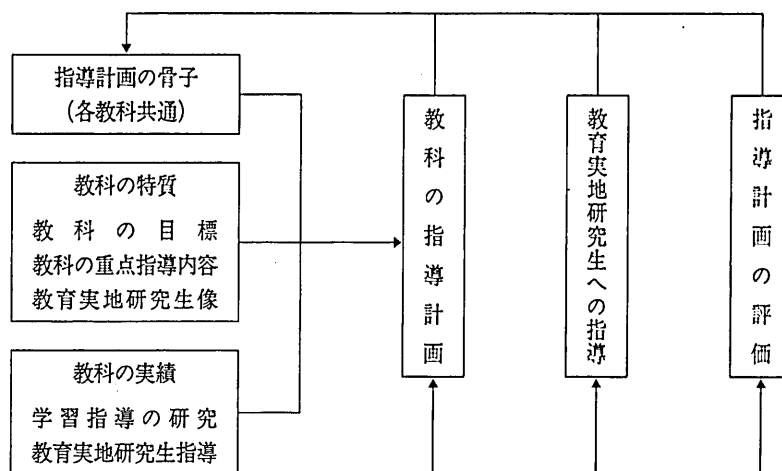 指導計画の骨子
(各教科共通)
教科の特質
教科の目標
教科の重点指導内容
教育実地研究生像
教科の実績
学習指導の研究
教育実地研究生指導
教科の指導計画
教育実地研究生への指導
指導計画の評価